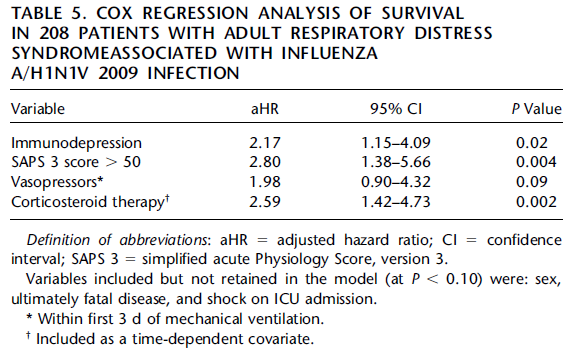 TABLE 5. COX REGRESSION ANALYSIS OF SURVIVAL
IN 208 PATIENTS WITH ADULT RESPIRATORY DISTRESS
SYNDROMEASSOCIATED WITH INFLUENZA
A/H1N1V 2009 INFECTION
Variable aHR 95% CI P Value
Immunodepression 2.17 1.15–4.09 0.02
SAPS 3 score > 50 2.80 1.38–5.66 0.004
Vasopressors* 1.98 0.90–4.32 0.09
Corticosteroid therapy† 2.59 1.42–4.73 0.002
Definition of abbreviations: aHR = adjusted hazard ratio; CI = confidence
interval; SAPS 3 = simplified acute Physiology Score, version 3.
Variables included but not retained in the model (at P < 0.10) were: sex,
ultimately fatal disease, and shock on ICU admission.
* Within first 3 d of mechanical ventilation.
† Included as a time-dependent covariate.